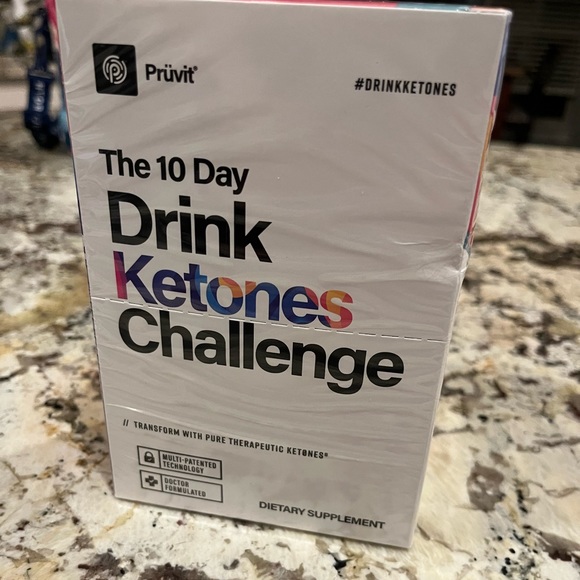 Prüvit®
#DRINKKETONES
The 10 Day
Drink
Ketones
Challenge
// TRANSFORM WITH PURE THERAPEUTIC KETØNES®
MULTI-PATENTED
TECHNOLOGY
DOCTOR
FORMULATED
DIETARY SUPPLEMENT